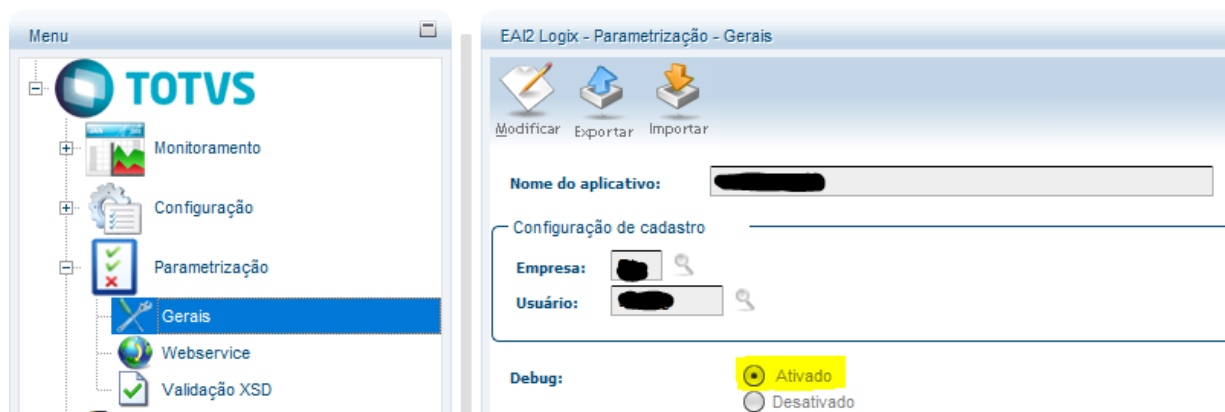 Menu
TOTVS
Monitoramento
Configuração
Parametrização
Gerais
Webservice
Validação XSD
EAI2 Logix - Parametrização - Gerais
Modificar Exportar Importar
Nome do aplicativo:
Configuração de cadastro
Empresa:
Usuário:
Debug:
Ativado
Desativado